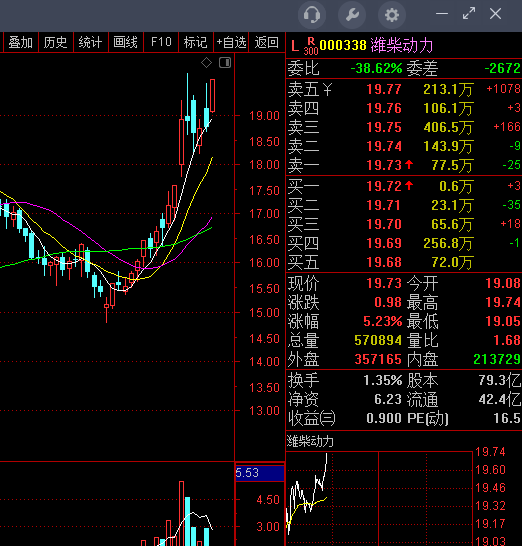 叠加 历史 统计 画线 F10 标记 +自选 返回
L R 300 000338 潍柴动力
委比 -38.62% 委差 -2672
卖五￥ 19.77 213.1万 +1078
卖四 19.76 106.1万 +3
卖三 19.75 406.5万 +166
卖二 19.74 143.9万 -9
卖一 19.73↑ 77.5万 -25
买一 19.72↑ 0.6万 +3
买二 19.71 23.1万 -35
买三 19.70 65.6万 +18
买四 19.69 256.8万 -1
买五 19.68 72.0万
现价 19.73 今开 19.08
涨跌 0.98 最高 19.74
涨幅 5.23% 最低 19.05
总量 570894 量比 1.68
外盘 357165 内盘 213729
换手 1.35% 股本 79.3亿
净资 6.23 流通 42.4亿
收益㈢ 0.900 PE(动) 16.5
潍柴动力
19.00
18.50
18.00
17.50
17.00
16.50
16.00
15.50
15.00
14.50
14.00
13.50
13.00
5.53
4.50
3.00
19.74
19.60
19.46
19.32
19.17
19.03